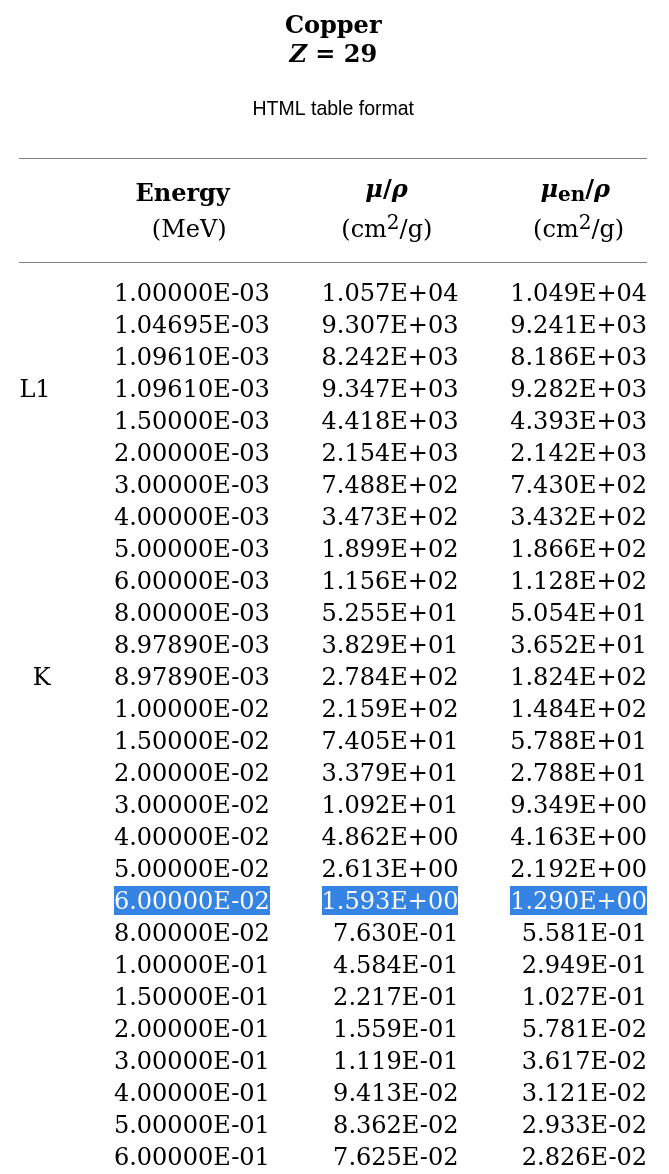 Copper
Z = 29
HTML table format
Energy μ/ρ μen/ρ
(MeV) (cm2/g) (cm2/g)
1.00000E-03 1.057E+04 1.049E+04
1.04695E-03 9.307E+03 9.241E+03
1.09610E-03 8.242E+03 8.186E+03
L1 1.09610E-03 9.347E+03 9.282E+03
1.50000E-03 4.418E+03 4.393E+03
2.00000E-03 2.154E+03 2.142E+03
3.00000E-03 7.488E+02 7.430E+02
4.00000E-03 3.473E+02 3.432E+02
5.00000E-03 1.899E+02 1.866E+02
6.00000E-03 1.156E+02 1.128E+02
8.00000E-03 5.255E+01 5.054E+01
8.97890E-03 3.829E+01 3.652E+01
K 8.97890E-03 2.784E+02 1.824E+02
1.00000E-02 2.159E+02 1.484E+02
1.50000E-02 7.405E+01 5.788E+01
2.00000E-02 3.379E+01 2.788E+01
3.00000E-02 1.092E+01 9.349E+00
4.00000E-02 4.862E+00 4.163E+00
5.00000E-02 2.613E+00 2.192E+00
6.00000E-02 1.593E+00 1.290E+00
8.00000E-02 7.630E-01 5.581E-01
1.00000E-01 4.584E-01 2.949E-01
1.50000E-01 2.217E-01 1.027E-01
2.00000E-01 1.559E-01 5.781E-02
3.00000E-01 1.119E-01 3.617E-02
4.00000E-01 9.413E-02 3.121E-02
5.00000E-01 8.362E-02 2.933E-02
6.00000E-01 7.625E-02 2.826E-02